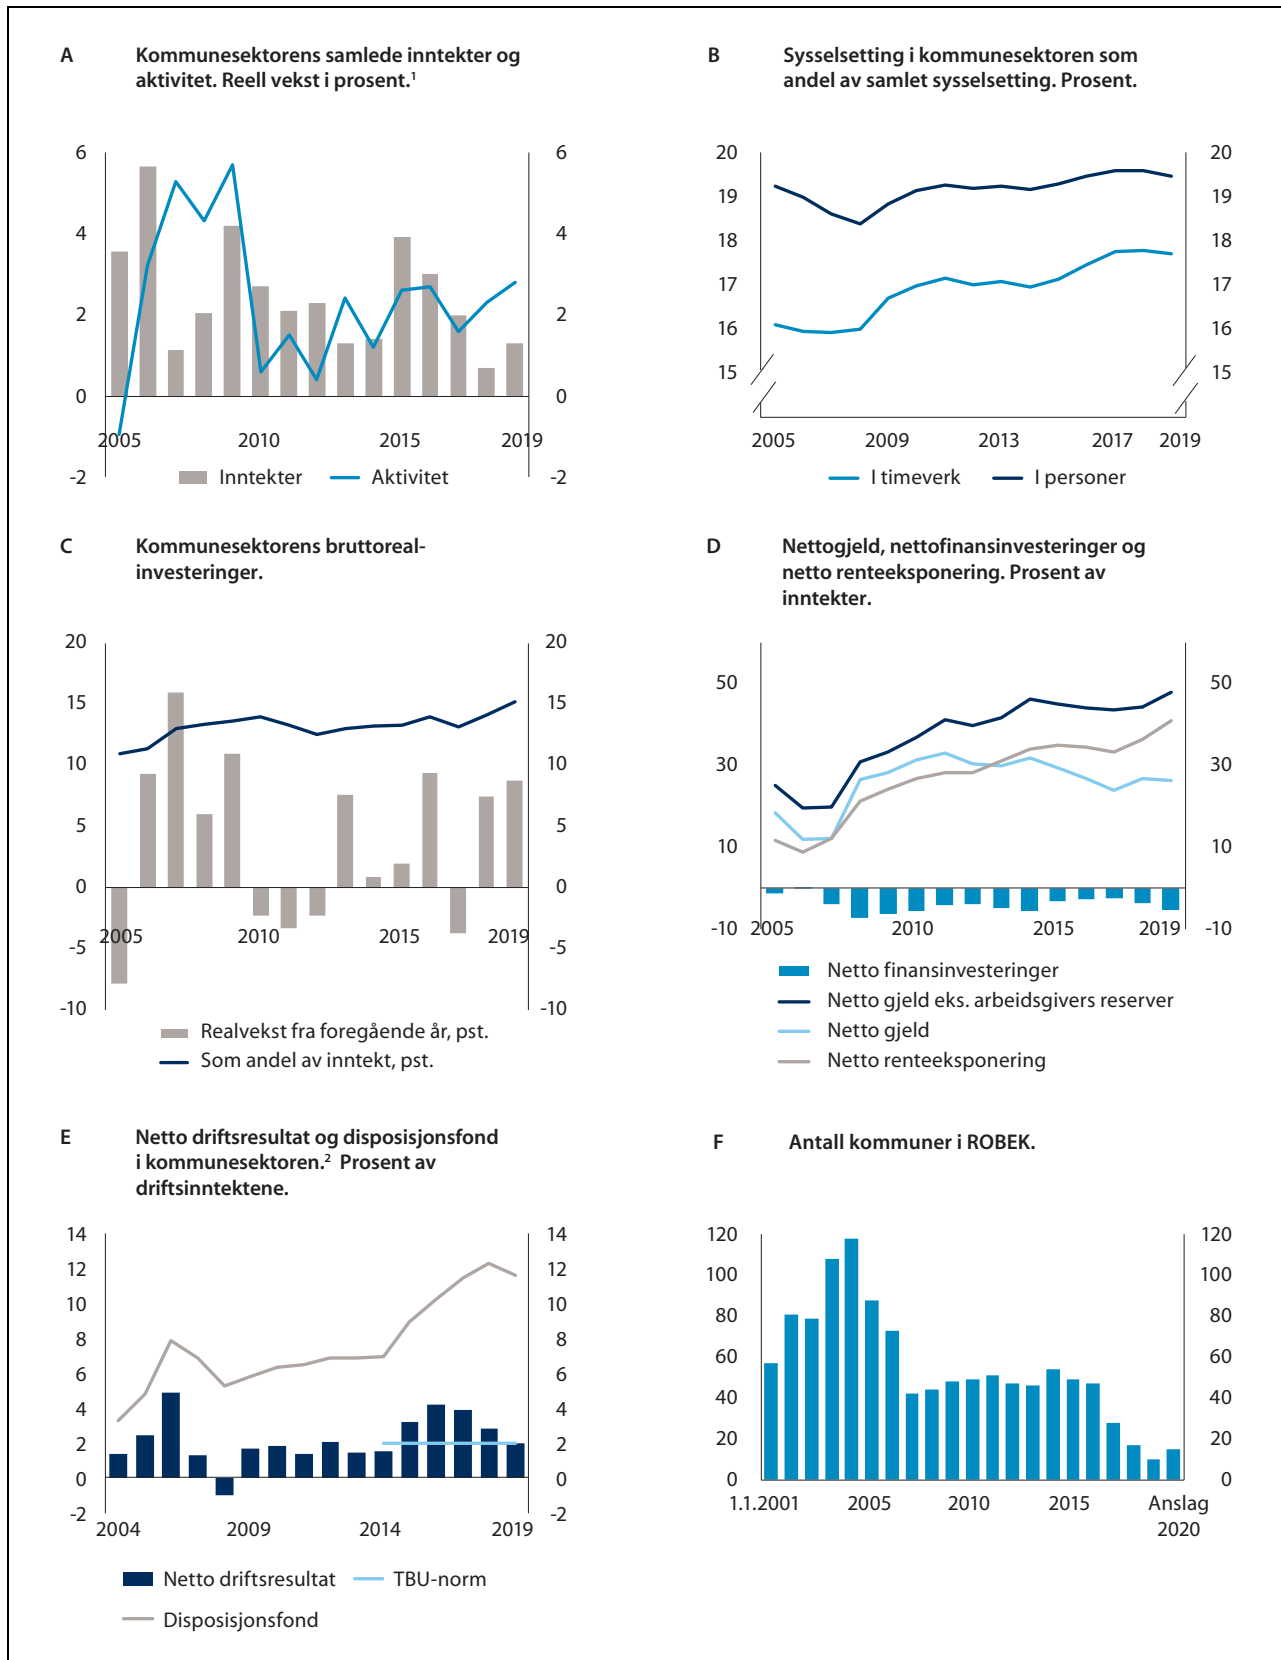 A Kommunesektorens samlede inntekter og
aktivitet. Reell vekst i prosent.¹
6 6
4 4
2 2
0 0
2005 2010 2015 2019
-2 -2
Inntekter Aktivitet
B Sysselsetting i kommunesektoren som
andel av samlet sysselsetting. Prosent.
20 20
19 19
18 18
17 17
16 16
15 15
2005 2009 2013 2017 2019
I timeverk I personer
C Kommunesektorens bruttoreal-
investeringer.
20 20
15 15
10 10
5 5
0 0
2005 2010 2015 2019
-5 -5
-10 -10
Realvekst fra foregående år, pst.
Som andel av inntekt, pst.
D Nettogjeld, nettofinansinvesteringer og
netto renteeksponering. Prosent av
inntekter.
50 50
30 30
10 10
-10 -10
2005 2010 2015 2019
Netto finansinvesteringer
Netto gjeld eks. arbeidsgivers reserver
Netto gjeld
Netto renteeksponering
E Netto driftsresultat og disposisjonsfond
i kommunesektoren.² Prosent av
driftsinntektene.
14 14
12 12
10 10
8 8
6 6
4 4
2 2
0 0
-2 -2
2004 2009 2014 2019
Netto driftsresultat TBU-norm
Disposisjonsfond
F Antall kommuner i ROBEK.
120 120
100 100
80 80
60 60
40 40
20 20
0 0
1.1.2001 2005 2010 2015 Anslag
2020